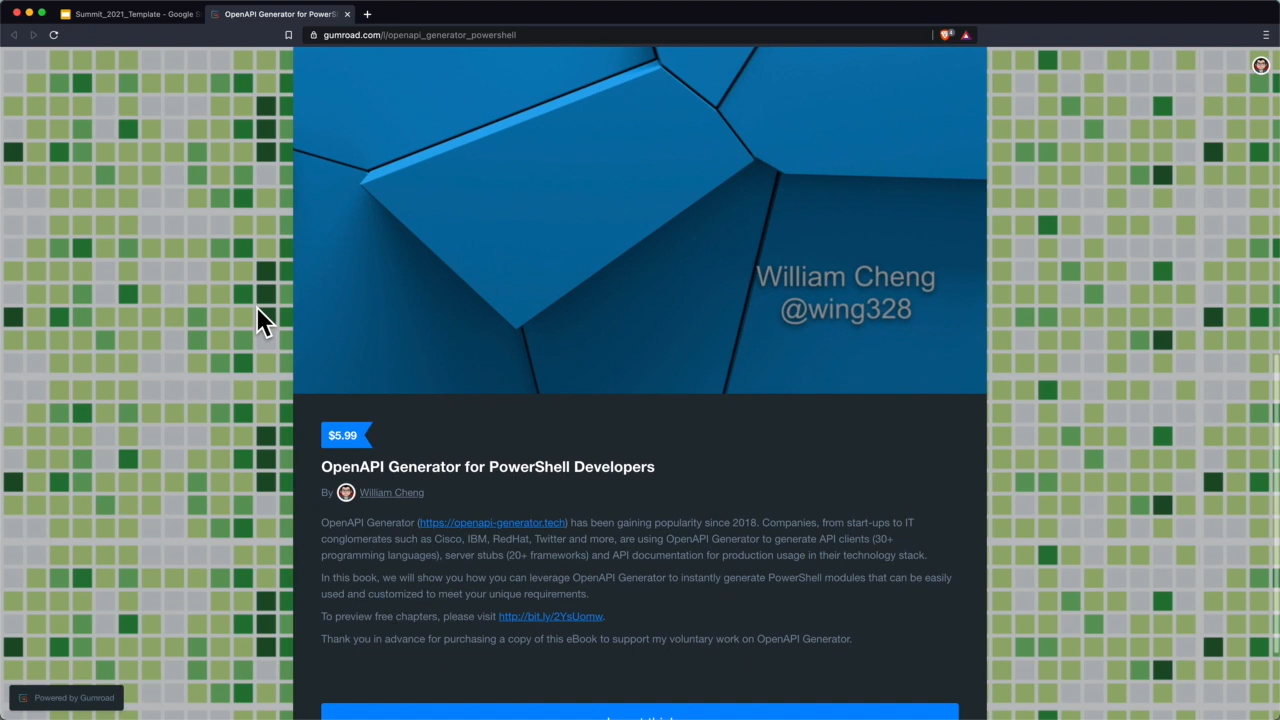 Summit_2021_Template - Google S
OpenAPI Generator for PowerS
gumroad.com/l/openapi_generator_powershell
William Cheng
@wing328
$5.99
OpenAPI Generator for PowerShell Developers
By William Cheng
OpenAPI Generator (https://openapi-generator.tech) has been gaining popularity since 2018. Companies, from start-ups to IT
conglomerates such as Cisco, IBM, RedHat, Twitter and more, are using OpenAPI Generator to generate API clients (30+
programming languages), server stubs (20+ frameworks) and API documentation for production usage in their technology stack.
In this book, we will show you how you can leverage OpenAPI Generator to instantly generate PowerShell modules that can be easily
used and customized to meet your unique requirements.
To preview free chapters, please visit http://bit.ly/2YsUomw.
Thank you in advance for purchasing a copy of this eBook to support my voluntary work on OpenAPI Generator.
Powered by Gumroad